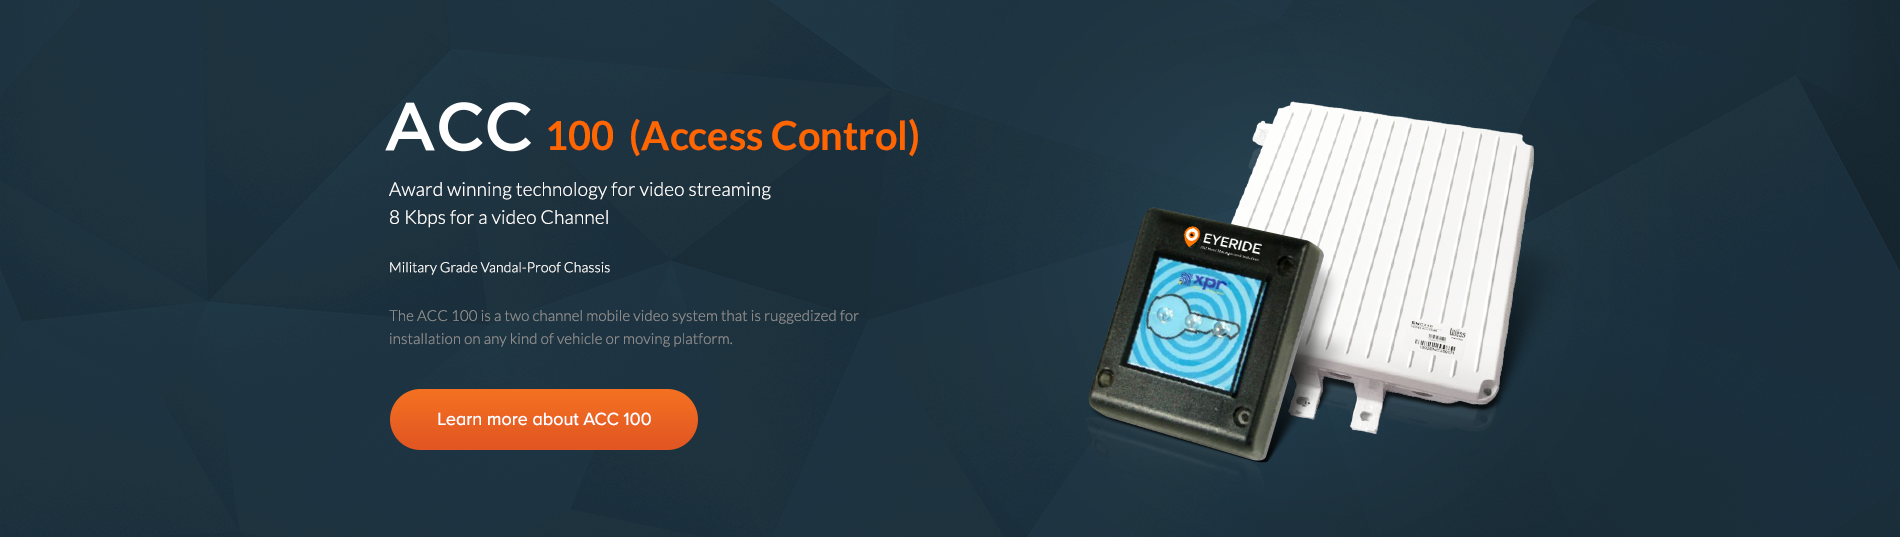 ACC 100 (Access Control)
Award winning technology for video streaming
8 Kbps for a video Channel
Military Grade Vandal-Proof Chassis
The ACC 100 is a two channel mobile video system that is ruggedized for
installation on any kind of vehicle or moving platform.
Learn more about ACC 100
EYERIDE
xpr